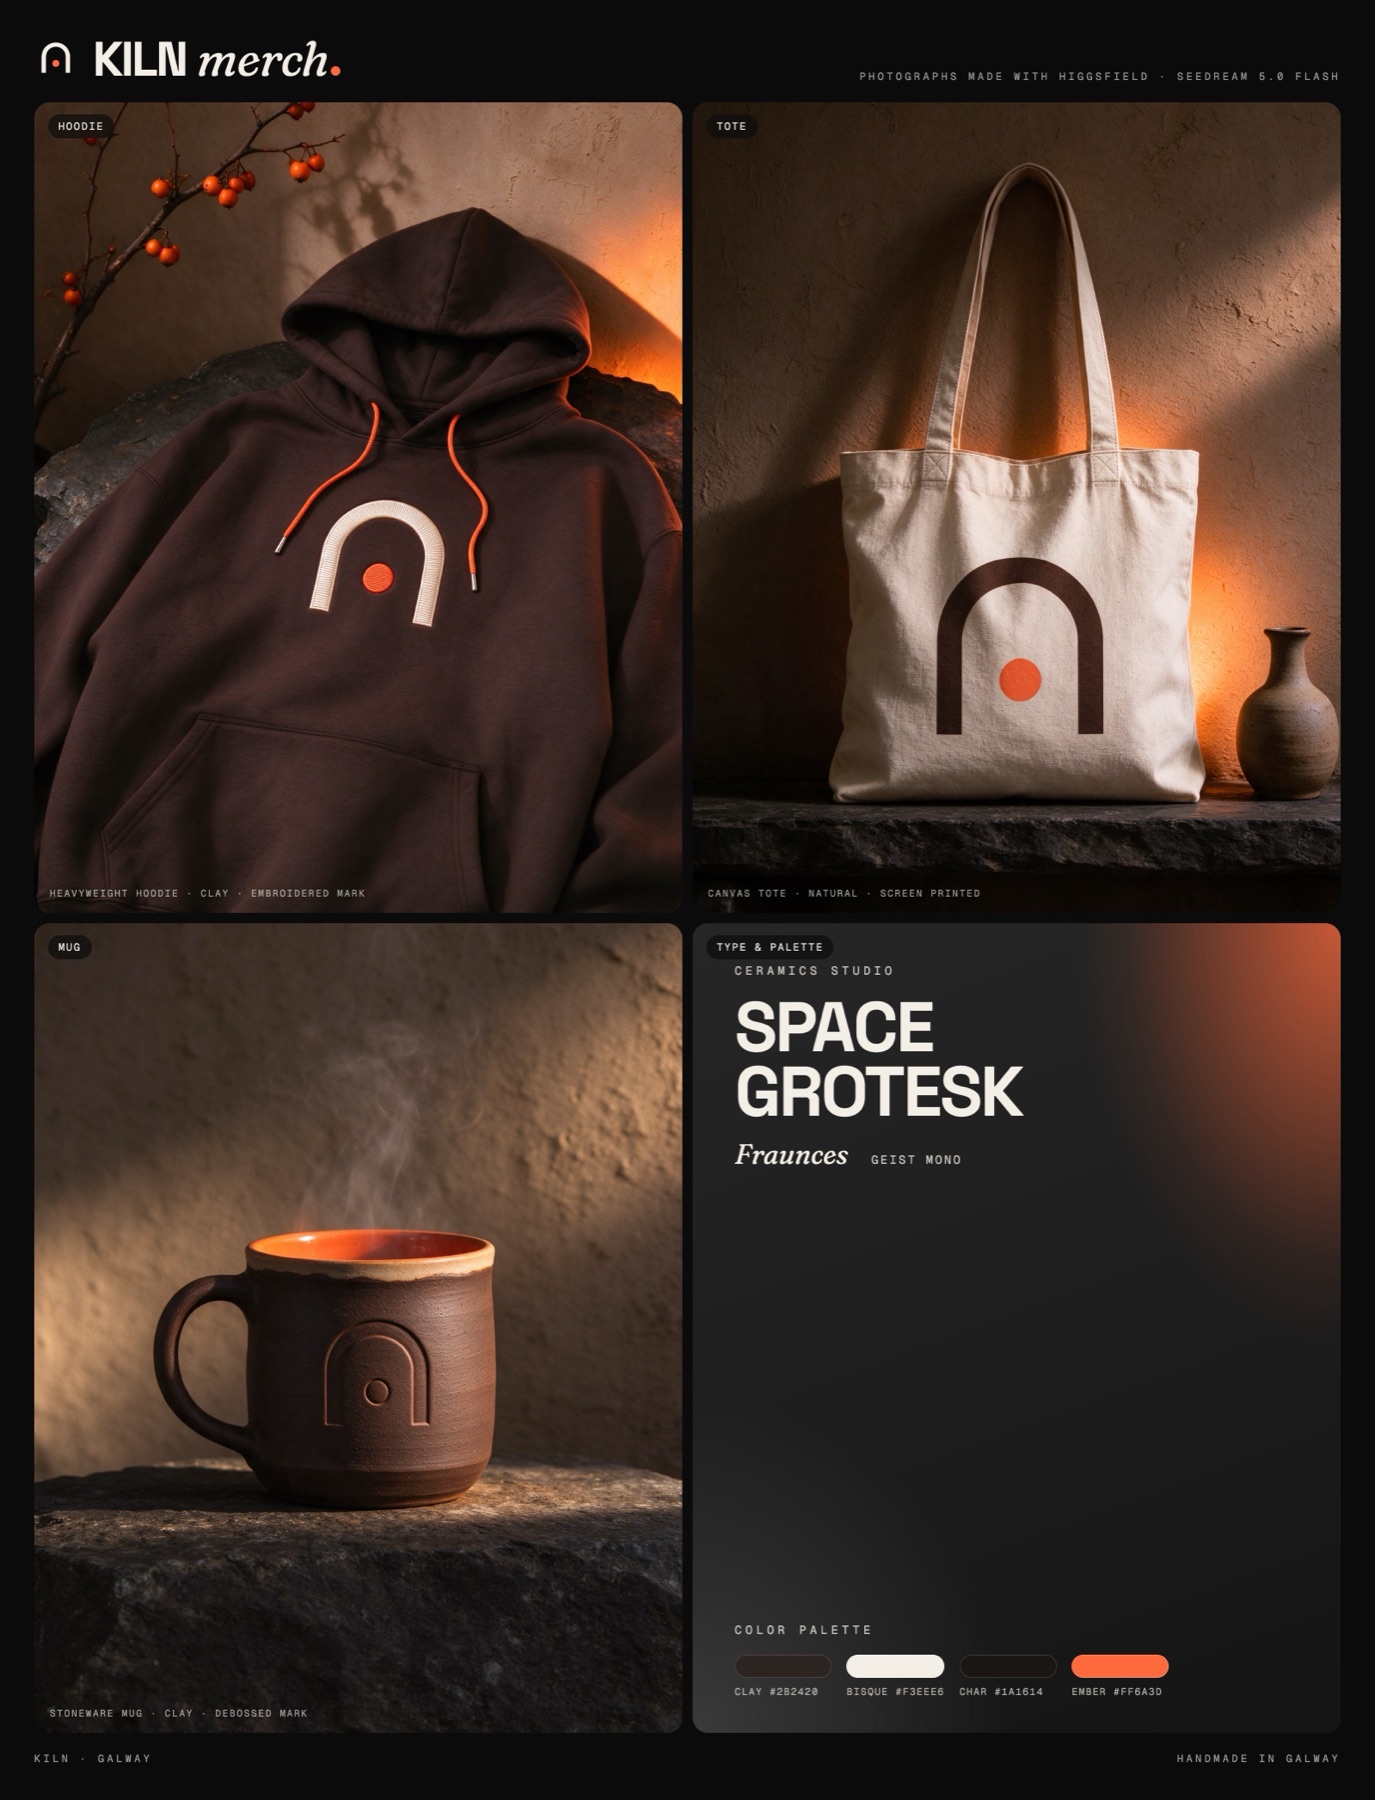 KILN merch.
PHOTOGRAPHS MADE WITH HIGGSFIELD · SEEDREAM 5.0 FLASH
HOODIE
HEAVYWEIGHT HOODIE · CLAY · EMBROIDERED MARK
TOTE
CANVAS TOTE · NATURAL · SCREEN PRINTED
MUG
STONEWARE MUG · CLAY · DEBOSSED MARK
TYPE & PALETTE
CERAMICS STUDIO
SPACE
GROTESK
Fraunces GEIST MONO
COLOR PALETTE
CLAY #2B2420 BISQUE #F3EEE6 CHAR #1A1614 EMBER #FF6A3D
KILN · GALWAY
HANDMADE IN GALWAY